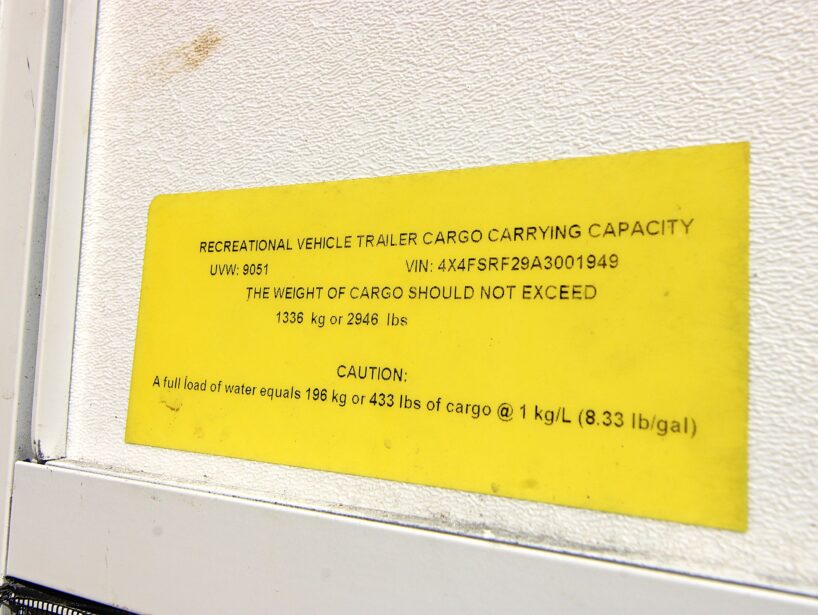 RECREATIONAL VEHICLE TRAILER CARGO CARRYING CAPACITY
UVW: 9051 VIN: 4X4FSRF29A3001949
THE WEIGHT OF CARGO SHOULD NOT EXCEED
1336 kg or 2946 lbs
CAUTION:
A full load of water equals 196 kg or 433 lbs of cargo @ 1 kg/L (8.33 lb/gal)